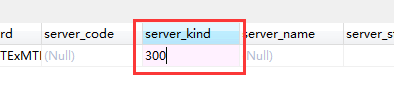 rd server_code server_kind server_name server_s
TExMTI (Null) 300 (Null)